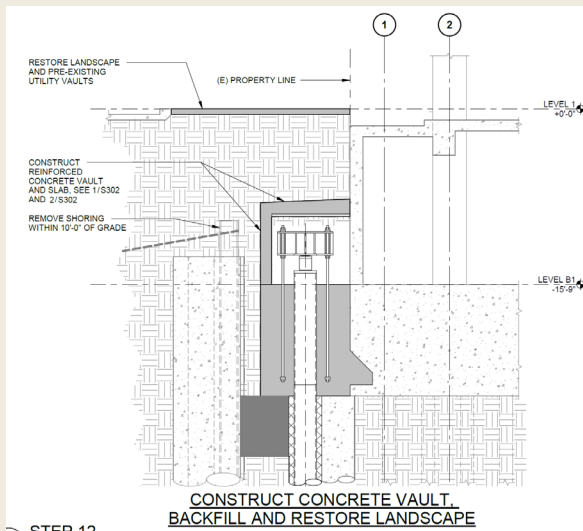 1
2
RESTORE LANDSCAPE
AND PRE-EXISTING
UTILITY VAULTS
(E) PROPERTY LINE
LEVEL 1
+0'-0"
CONSTRUCT
REINFORCED
CONCRETE VAULT
AND SLAB, SEE 1/S302
AND 2/S302
REMOVE SHORING
WITHIN 10'-0" OF GRADE
LEVEL B1
-15'-9"
CONSTRUCT CONCRETE VAULT,
BACKFILL AND RESTORE LANDSCAPE
STEP 12